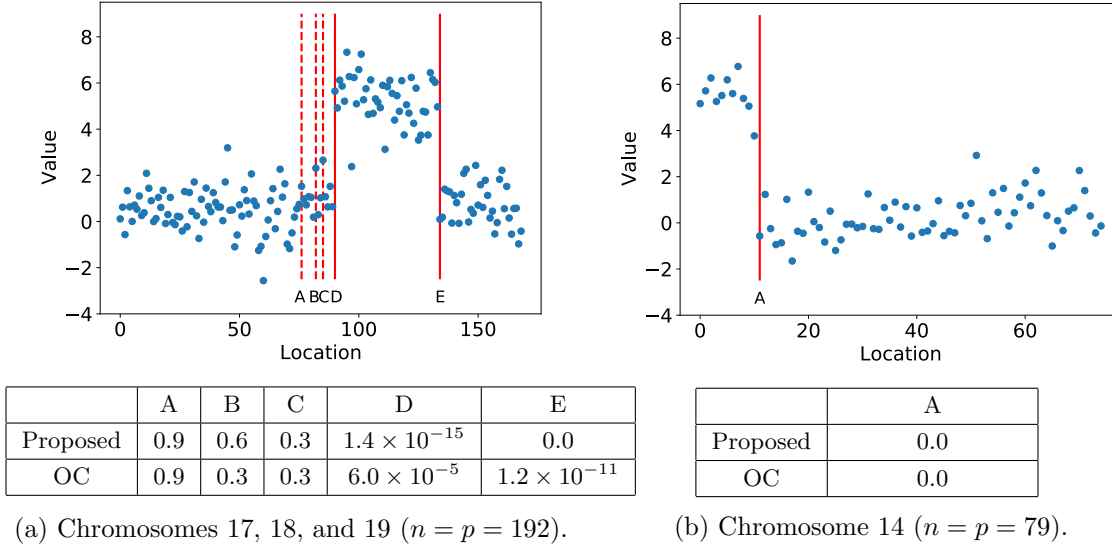 8
6
4
2
0
−2
−4
Value
A B C D E
0 50 100 150
Location
8
6
4
2
0
−2
−4
Value
A
0 20 40 60
Location
A B C D E
Proposed 0.9 0.6 0.3 1.4 × 10⁻¹⁵ 0.0
OC 0.9 0.3 0.3 6.0 × 10⁻⁵ 1.2 × 10⁻¹¹
(a) Chromosomes 17, 18, and 19 (n = p = 192).
A
Proposed 0.0
OC 0.0
(b) Chromosome 14 (n = p = 79).